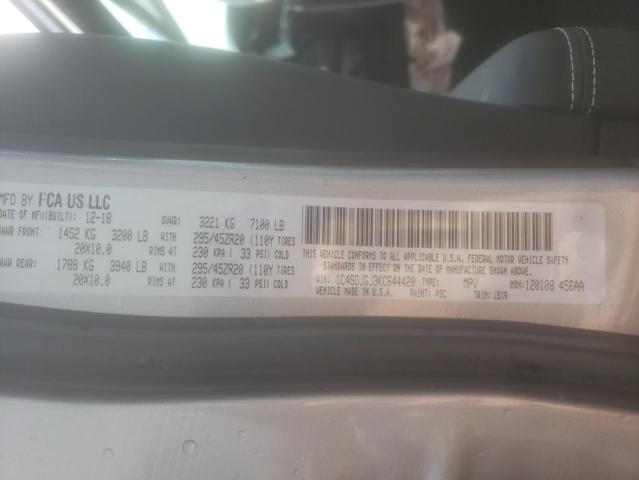 MFD BY FCA US LLC
DATE OF MFR(BUILT): 12-18 GVWR: 3221 KG 7100 LB
GAWR FRONT: 1452 KG 3200 LB WITH 295/45ZR20 (110Y TIRES
20X10.0 RIMS AT 230 KPA ( 33 PSI) COLD
GAWR REAR: 1788 KG 3940 LB WITH 295/45ZR20 (110Y TIRES
20X10.0 RIMS AT 230 KPA ( 33 PSI) COLD
THIS VEHICLE CONFORMS TO ALL APPLICABLE U.S.A. FEDERAL MOTOR VEHICLE
STANDARDS IN EFFECT ON THE DATE OF MANUFACTURE SHOWN ABOVE.
VIN: 1C4SDJGJ3KC644420 TYPE: MPV MDH: 120108 456AA
VEHICLE MADE IN U.S.A. PAINT: PSC TRIM: JBX9